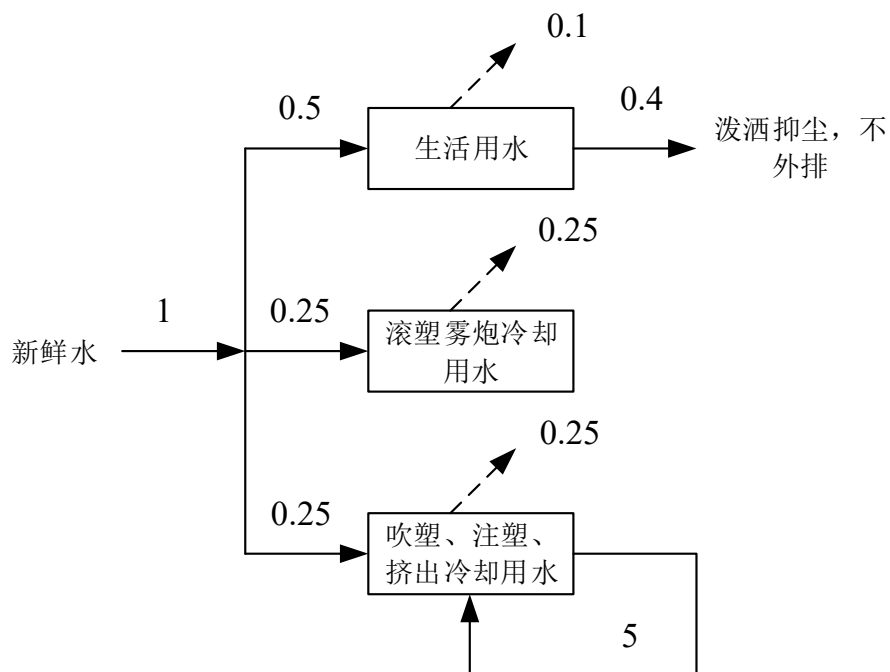 0.1
0.5
0.4
生活用水
泼洒抑尘，不
外排
0.25
1
0.25
新鲜水
滚塑雾炮冷却
用水
0.25
0.25
吹塑、注塑、
挤出冷却用水
5